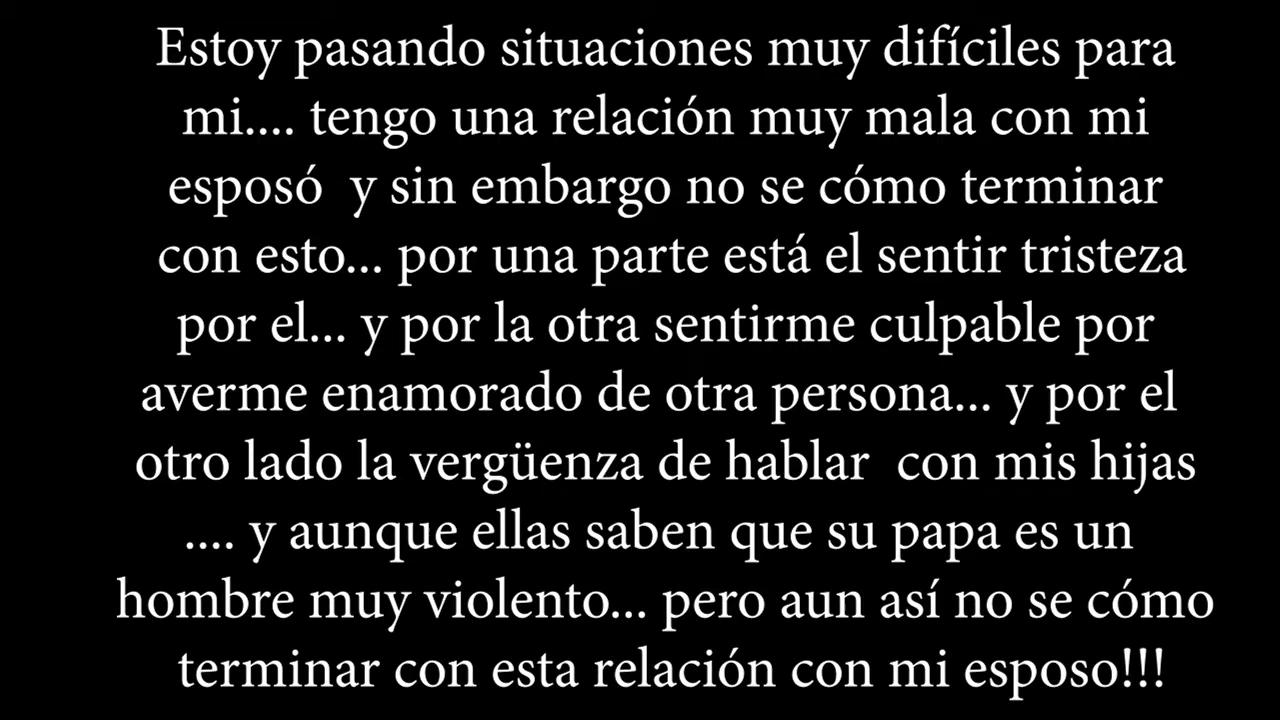 Estoy pasando situaciones muy difíciles para
mi.... tengo una relación muy mala con mi
esposó  y sin embargo no se cómo terminar
con esto... por una parte está el sentir tristeza
por el... y por la otra sentirme culpable por
averme enamorado de otra persona... y por el
otro lado la vergüenza de hablar  con mis hijas
.... y aunque ellas saben que su papa es un
hombre muy violento... pero aun así no se cómo
terminar con esta relación con mi esposo!!!